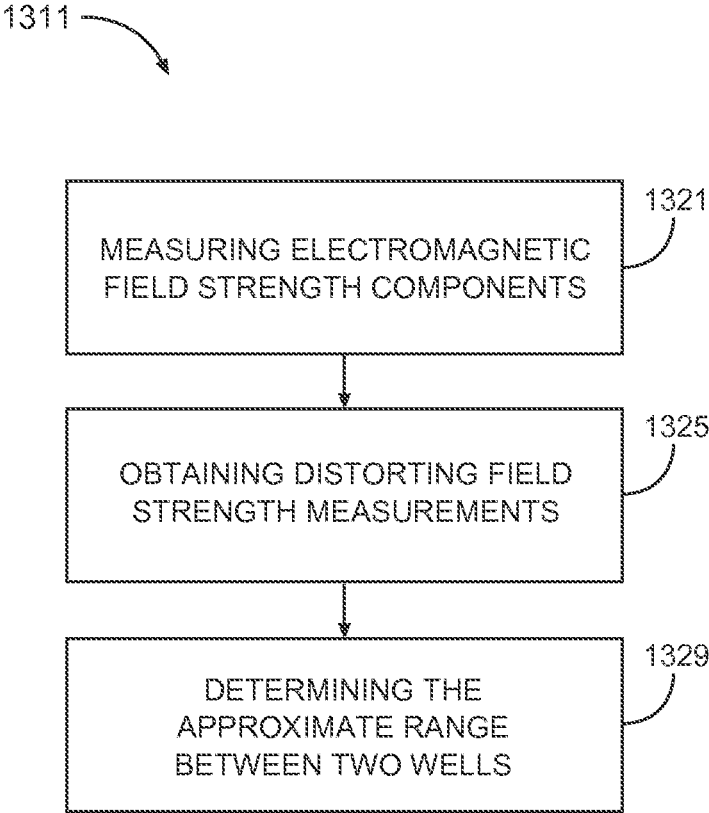 1311
1321
MEASURING ELECTROMAGNETIC
FIELD STRENGTH COMPONENTS
1325
OBTAINING DISTORTING FIELD
STRENGTH MEASUREMENTS
1329
DETERMINING THE
APPROXIMATE RANGE
BETWEEN TWO WELLS